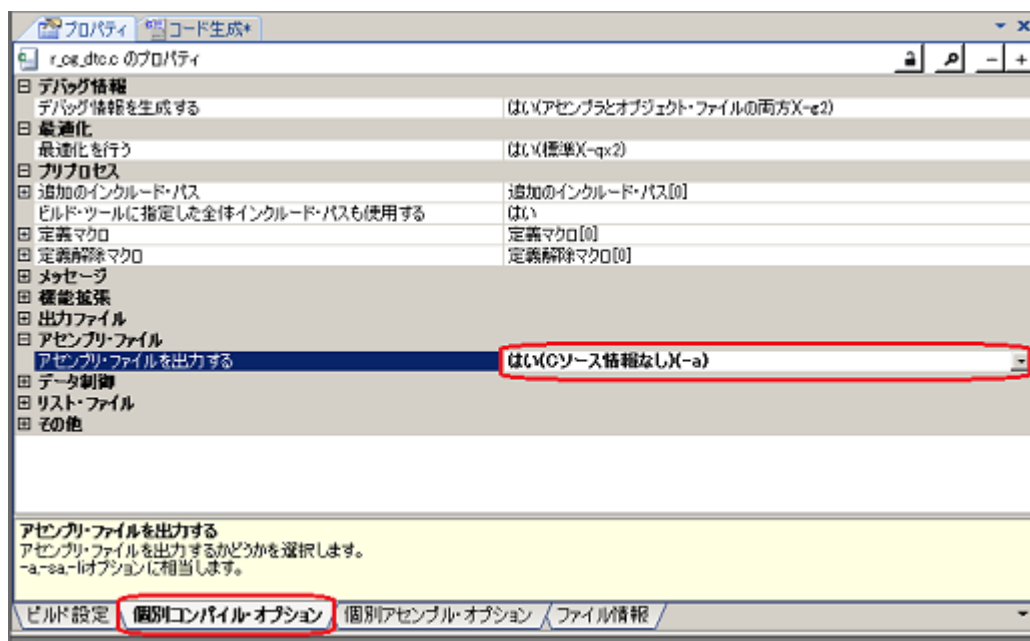 プロパティ コード生成*
r_cg_dtc.c のプロパティ
デバッグ情報
デバッグ情報を生成する はい(アセンブラとオブジェクト・ファイルの両方)(-g2)
最適化
最適化を行う はい(標準)(-qx2)
プリプロセス
追加のインクルード・パス 追加のインクルード・パス[0]
ビルド・ツールに指定した全体インクルード・パスも使用する はい
定義マクロ 定義マクロ[0]
定義解除マクロ 定義解除マクロ[0]
メッセージ
機能拡張
出力ファイル
アセンブリ・ファイル
アセンブリ・ファイルを出力する はい(Cソース情報なし)(-a)
データ制御
リスト・ファイル
その他
アセンブリ・ファイルを出力する
アセンブリ・ファイルを出力するかどうかを選択します。
-a,-sa,-liオプションに相当します。
ビルド設定 個別コンパイル・オプション 個別アセンブル・オプション ファイル情報